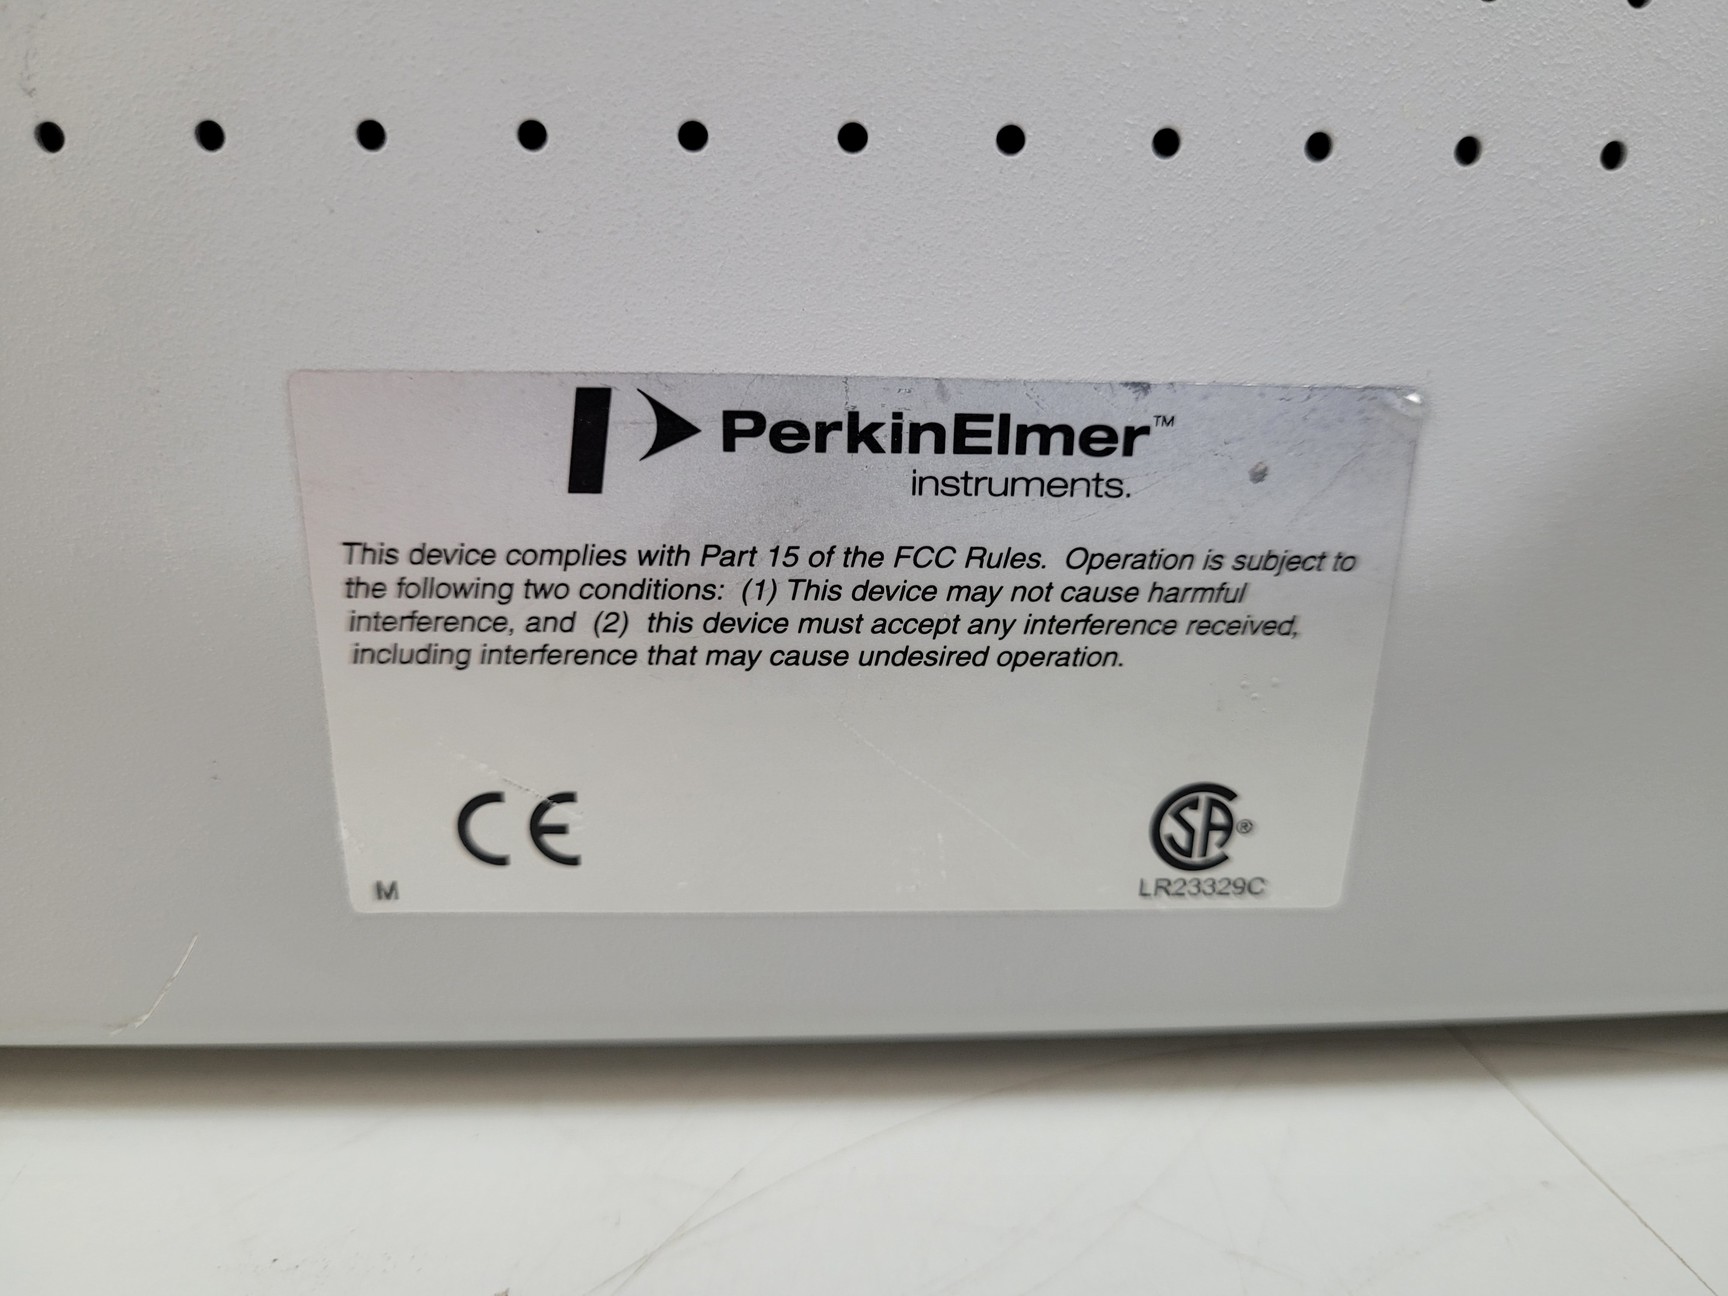 PerkinElmer™
instruments.
This device complies with Part 15 of the FCC Rules.  Operation is subject to
the following two conditions:  (1) This device may not cause harmful
interference, and  (2)  this device must accept any interference received,
including interference that may cause undesired operation.
CE
SA®
M
LR23329C